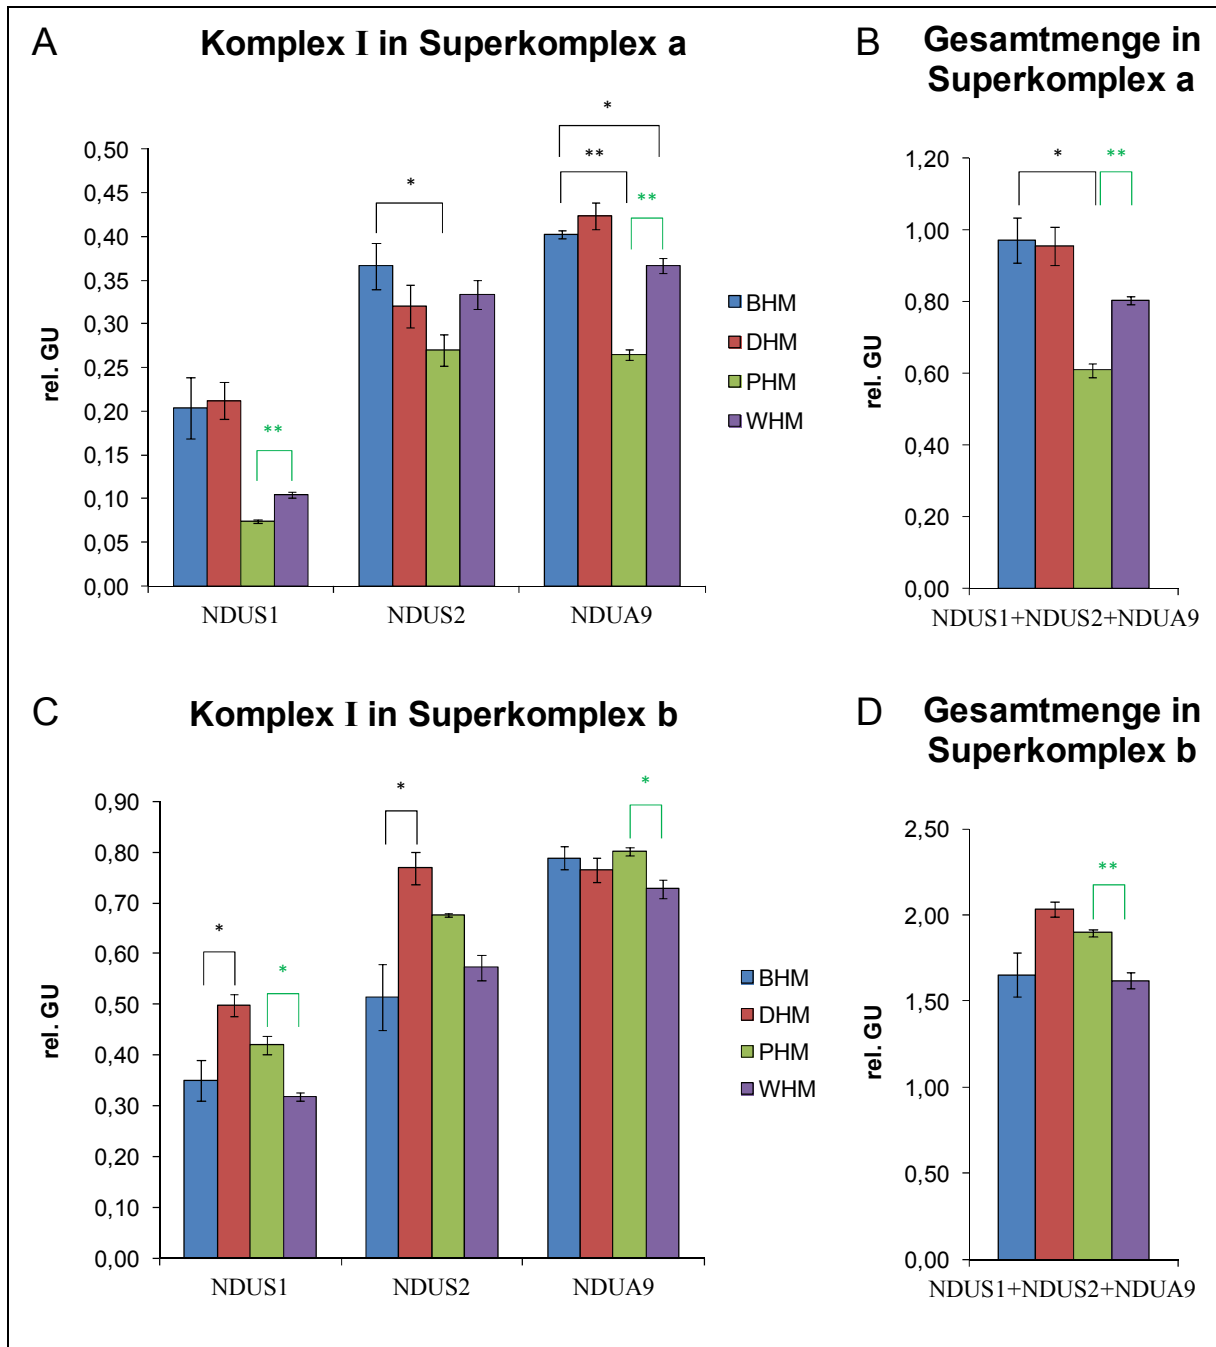 A
Komplex I in Superkomplex a
B
Gesamtmenge in
Superkomplex a
rel. GU
0,50
0,45
0,40
0,35
0,30
0,25
0,20
0,15
0,10
0,05
0,00
**
*
*
**
**
NDUS1
NDUS2
NDUA9
BHM
DHM
PHM
WHM
rel. GU
1,20
1,00
0,80
0,60
0,40
0,20
0,00
*
**
NDUS1+NDUS2+NDUA9
C
Komplex I in Superkomplex b
D
Gesamtmenge in
Superkomplex b
rel. GU
0,90
0,80
0,70
0,60
0,50
0,40
0,30
0,20
0,10
0,00
*
*
*
*
NDUS1
NDUS2
NDUA9
BHM
DHM
PHM
WHM
rel. GU
2,50
2,00
1,50
1,00
0,50
0,00
**
NDUS1+NDUS2+NDUA9